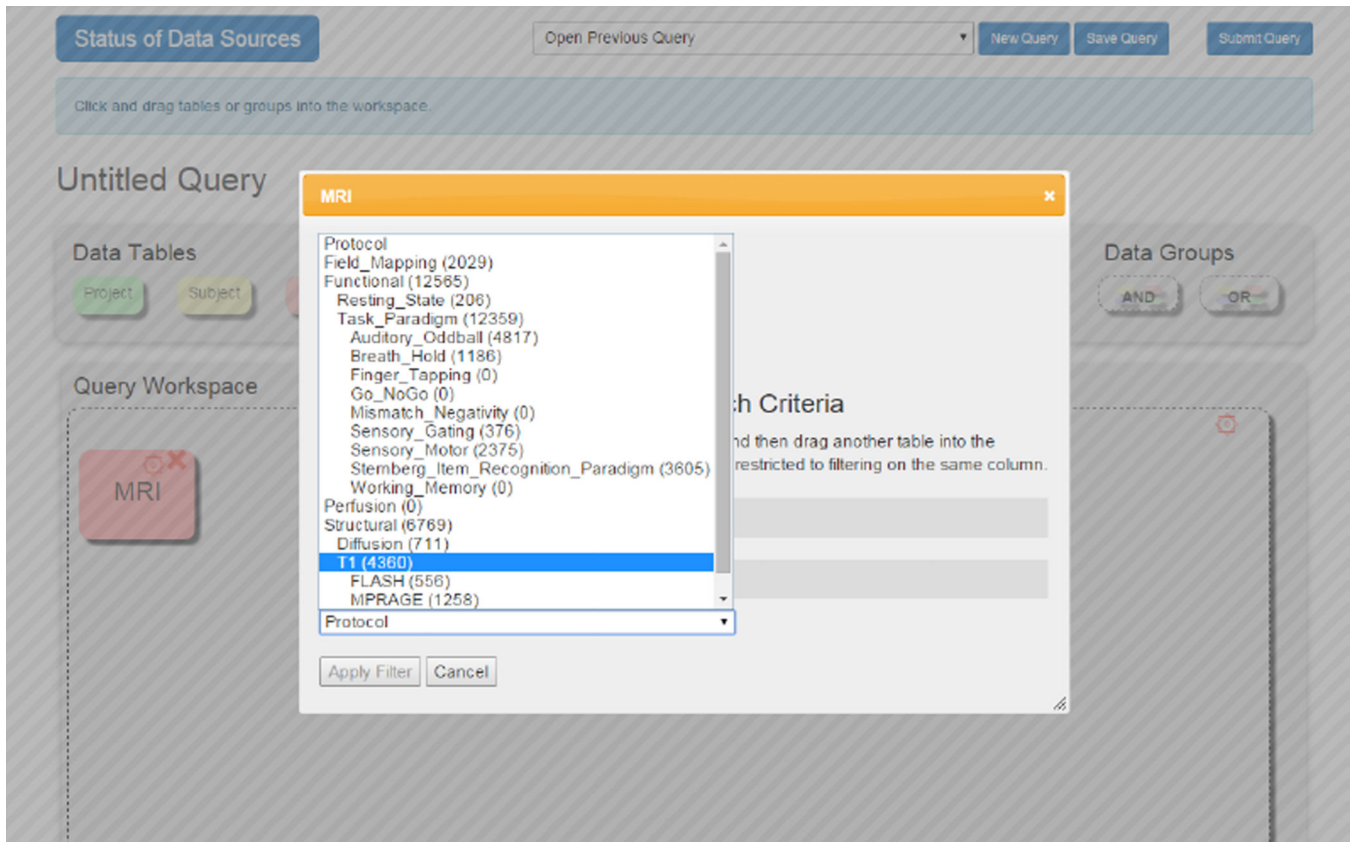 Status of Data Sources
Open Previous Query
New Query
Save Query
Submit Query
Click and drag tables or groups into the workspace.
Untitled Query
MRI
Data Tables
Project
Subject
Data Groups
AND
OR
Protocol
Field_Mapping (2029)
Functional (12565)
Resting_State (206)
Task_Paradigm (12359)
Auditory_Oddball (4817)
Breath_Hold (1186)
Finger_Tapping (0)
Go_NoGo (0)
Mismatch_Negativity (0)
Sensory_Gating (376)
Sensory_Motor (2375)
Sternberg_Item_Recognition_Paradigm (3605)
Working_Memory (0)
Perfusion (0)
Structural (6769)
Diffusion (711)
T1 (4360)
FLASH (556)
MPRAGE (1258)
Protocol
Criteria
then drag another table into the
restricted to filtering on the same column.
Apply Filter
Cancel
Query Workspace
MRI